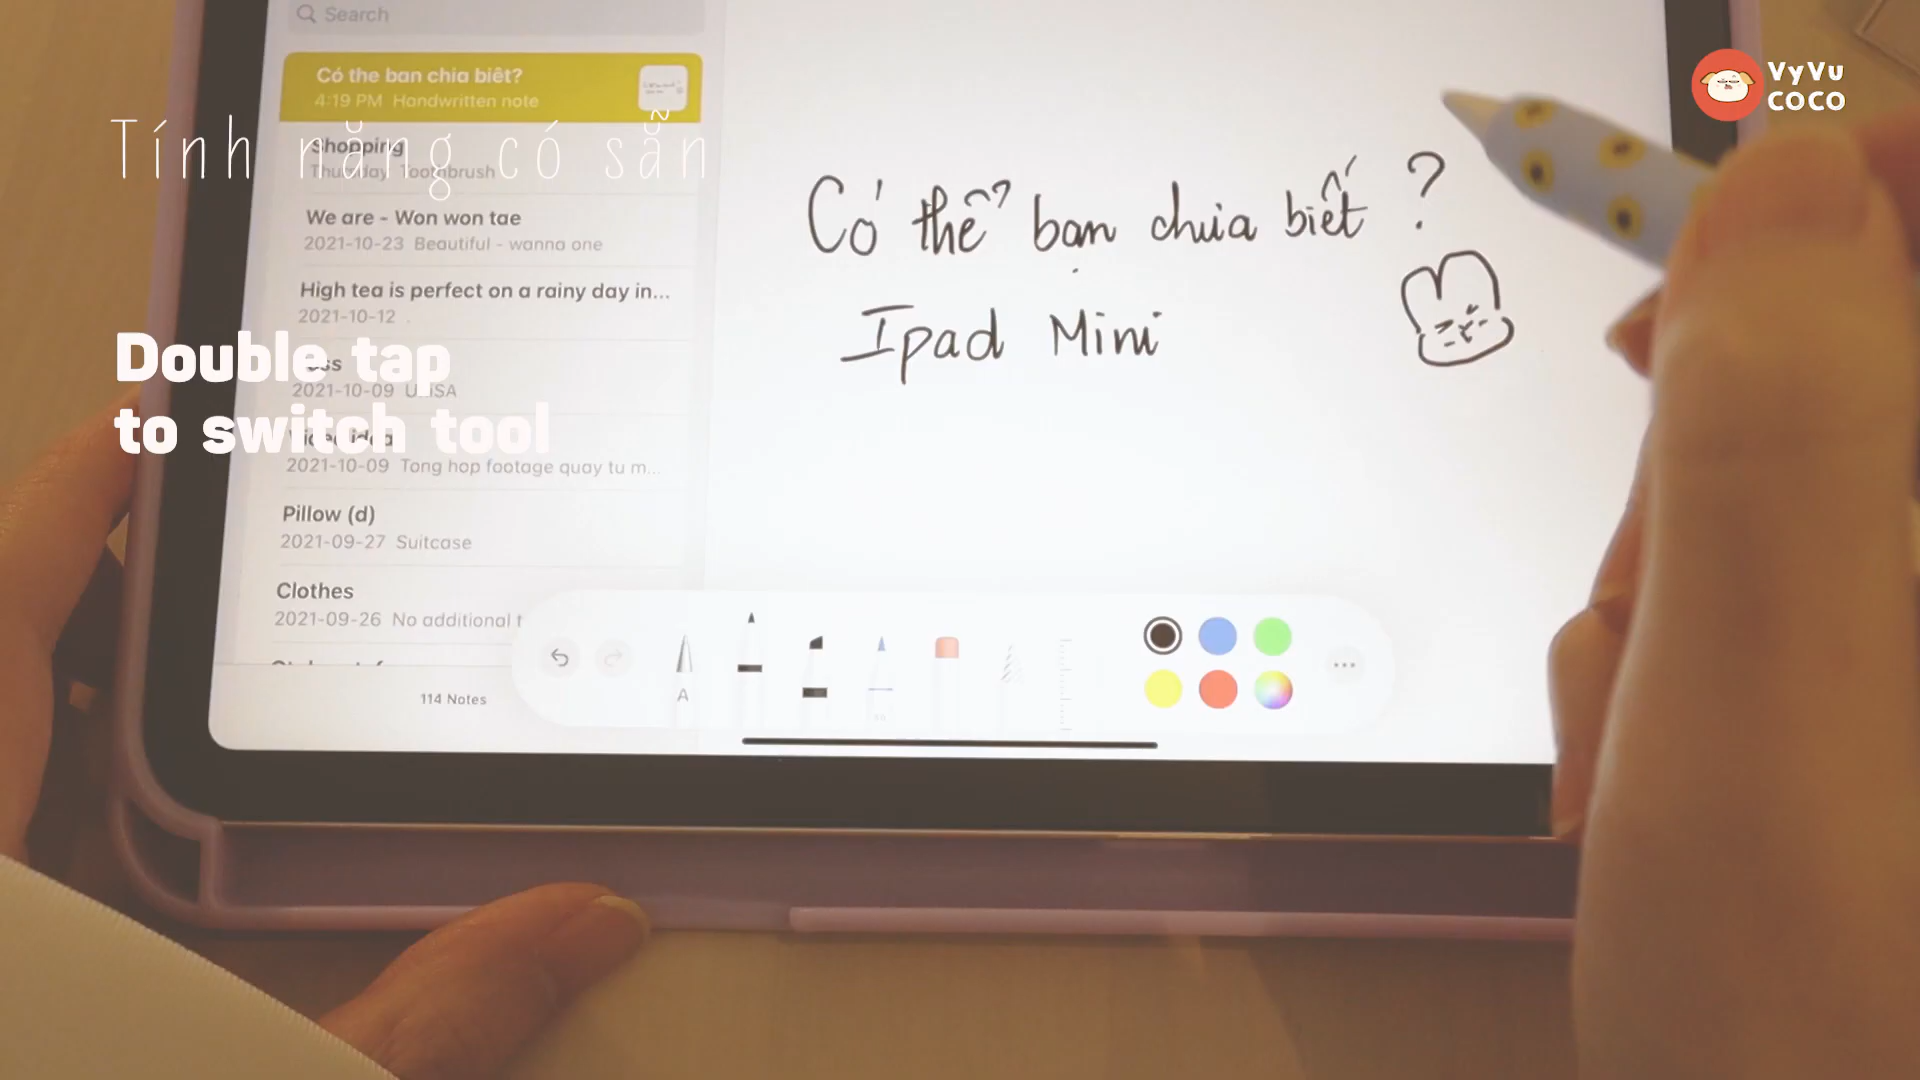 Search
Có the ban chia biêt?
4:19 PM Handwritten note
Tính năng có sẵn
Shopping
Thursday Toothbrush
We are - Won won tae
2021-10-23 Beautiful - wanna one
High tea is perfect on a rainy day in...
2021-10-12
Double tap
to switch tool
2021-10-09
Video idea
2021-10-09 Tong hop footage quay tu m...
Pillow (d)
2021-09-27 Suitcase
Clothes
2021-09-26 No additional t
114 Notes
Có thể bạn chưa biết ?
Ipad Mini
A
VyVu
COCO